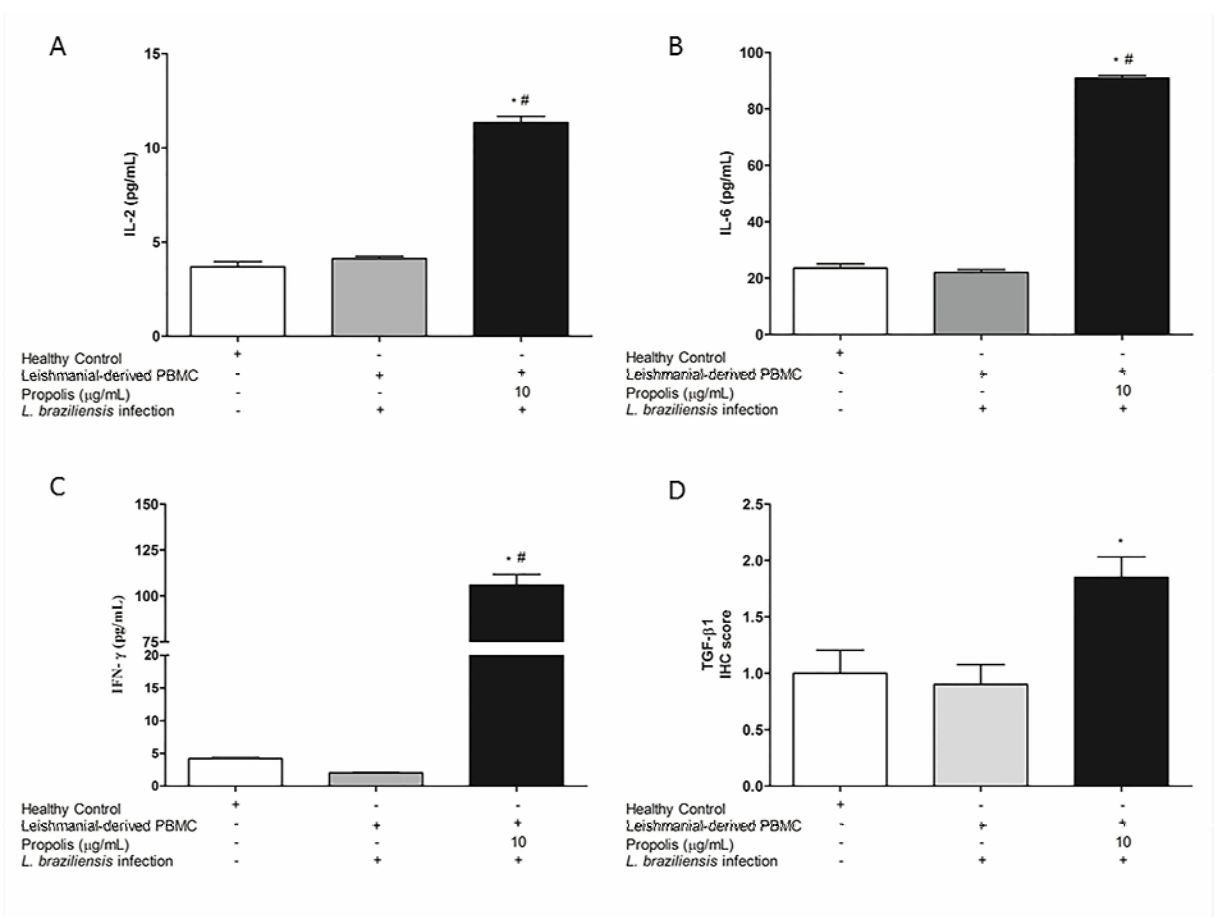 A
IL-2 (pg/mL)
15
10
5
0
* #
Healthy Control + - -
Leishmanial-derived PBMC - + +
Propolis (μg/mL) - - 10
L. braziliensis infection - + +
B
IL-6 (pg/mL)
100
80
60
40
20
0
* #
Healthy Control + - -
Leishmanial-derived PBMC - + +
Propolis (μg/mL) - - 10
L. braziliensis infection - + +
C
IFN- γ (pg/mL)
150
125
100
75
20
15
10
5
0
* #
Healthy Control + - -
Leishmanial-derived PBMC - + +
Propolis (μg/mL) - - 10
L. braziliensis infection - + +
D
TGF-β1
IHC score
2.5
2.0
1.5
1.0
0.5
0.0
*
Healthy Control + - -
Leishmanial-derived PBMC - + +
Propolis (μg/mL) - - 10
L. braziliensis infection - + +